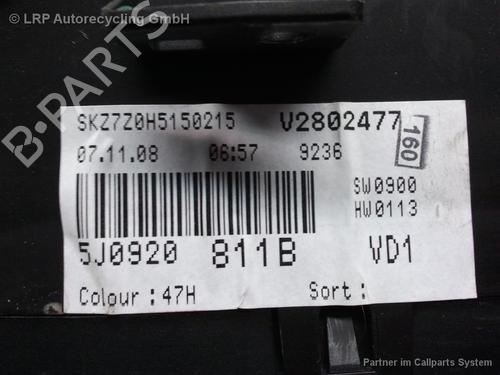 LRP Autorecycling GmbH
B-PARTS
SKZ7Z0H5150215 V2802477
160
07.11.08 06:57 9236
SW0900
HW0113
5J0920 811B VD1
Colour : 47H Sort :
Partner im Callparts System